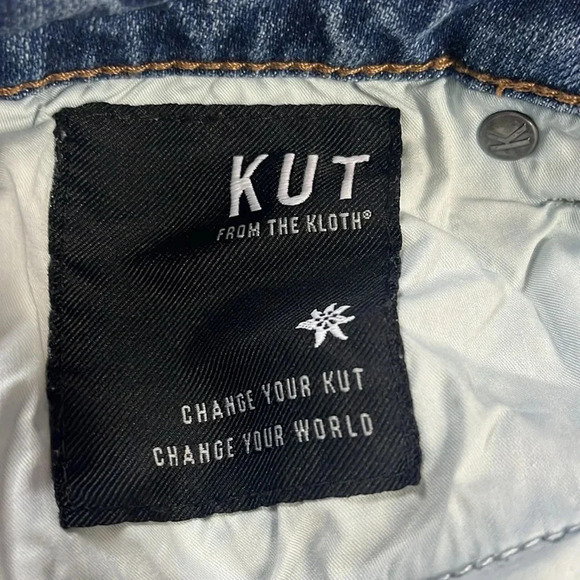 KUT
FROM THE KLOTH®
CHANGE YOUR KUT
CHANGE YOUR WORLD
K